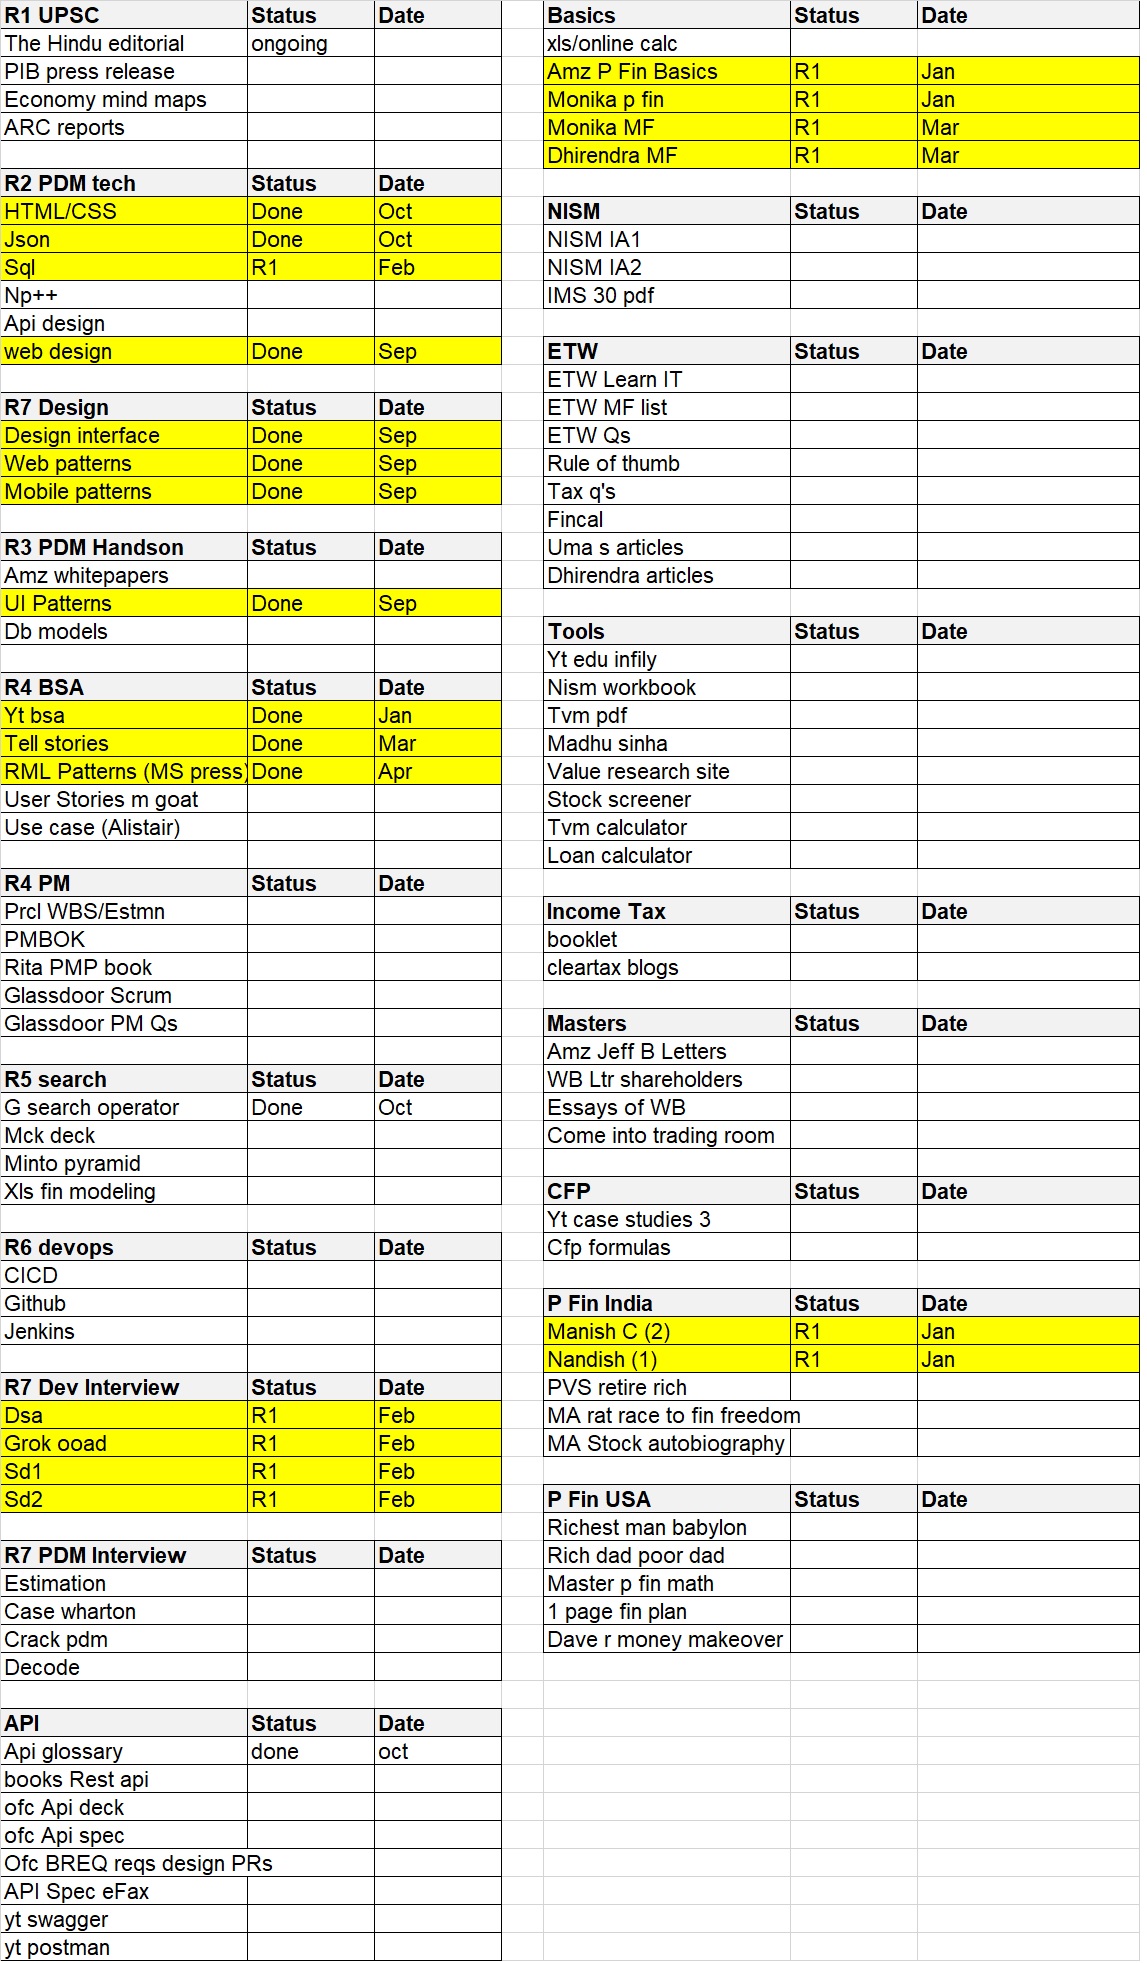 R1 UPSC Status Date
The Hindu editorial ongoing
PIB press release
Economy mind maps
ARC reports
R2 PDM tech Status Date
HTML/CSS Done Oct
Json Done Oct
Sql R1 Feb
Np++
Api design
web design Done Sep
R7 Design Status Date
Design interface Done Sep
Web patterns Done Sep
Mobile patterns Done Sep
R3 PDM Handson Status Date
Amz whitepapers
UI Patterns Done Sep
Db models
R4 BSA Status Date
Yt bsa Done Jan
Tell stories Done Mar
RML Patterns (MS press) Done Apr
User Stories m goat
Use case (Alistair)
R4 PM Status Date
Prcl WBS/Estmn
PMBOK
Rita PMP book
Glassdoor Scrum
Glassdoor PM Qs
R5 search Status Date
G search operator Done Oct
Mck deck
Minto pyramid
Xls fin modeling
R6 devops Status Date
CICD
Github
Jenkins
R7 Dev Interview Status Date
Dsa R1 Feb
Grok ooad R1 Feb
Sd1 R1 Feb
Sd2 R1 Feb
R7 PDM Interview Status Date
Estimation
Case wharton
Crack pdm
Decode
API Status Date
Api glossary done oct
books Rest api
ofc Api deck
ofc Api spec
Ofc BREQ reqs design PRs
API Spec eFax
yt swagger
yt postman
Basics Status Date
xls/online calc
Amz P Fin Basics R1 Jan
Monika p fin R1 Jan
Monika MF R1 Mar
Dhirendra MF R1 Mar
NISM Status Date
NISM IA1
NISM IA2
IMS 30 pdf
ETW Status Date
ETW Learn IT
ETW MF list
ETW Qs
Rule of thumb
Tax q's
Fincal
Uma s articles
Dhirendra articles
Tools Status Date
Yt edu infily
Nism workbook
Tvm pdf
Madhu sinha
Value research site
Stock screener
Tvm calculator
Loan calculator
Income Tax Status Date
booklet
cleartax blogs
Masters Status Date
Amz Jeff B Letters
WB Ltr shareholders
Essays of WB
Come into trading room
CFP Status Date
Yt case studies 3
Cfp formulas
P Fin India Status Date
Manish C (2) R1 Jan
Nandish (1) R1 Jan
PVS retire rich
MA rat race to fin freedom
MA Stock autobiography
P Fin USA Status Date
Richest man babylon
Rich dad poor dad
Master p fin math
1 page fin plan
Dave r money makeover